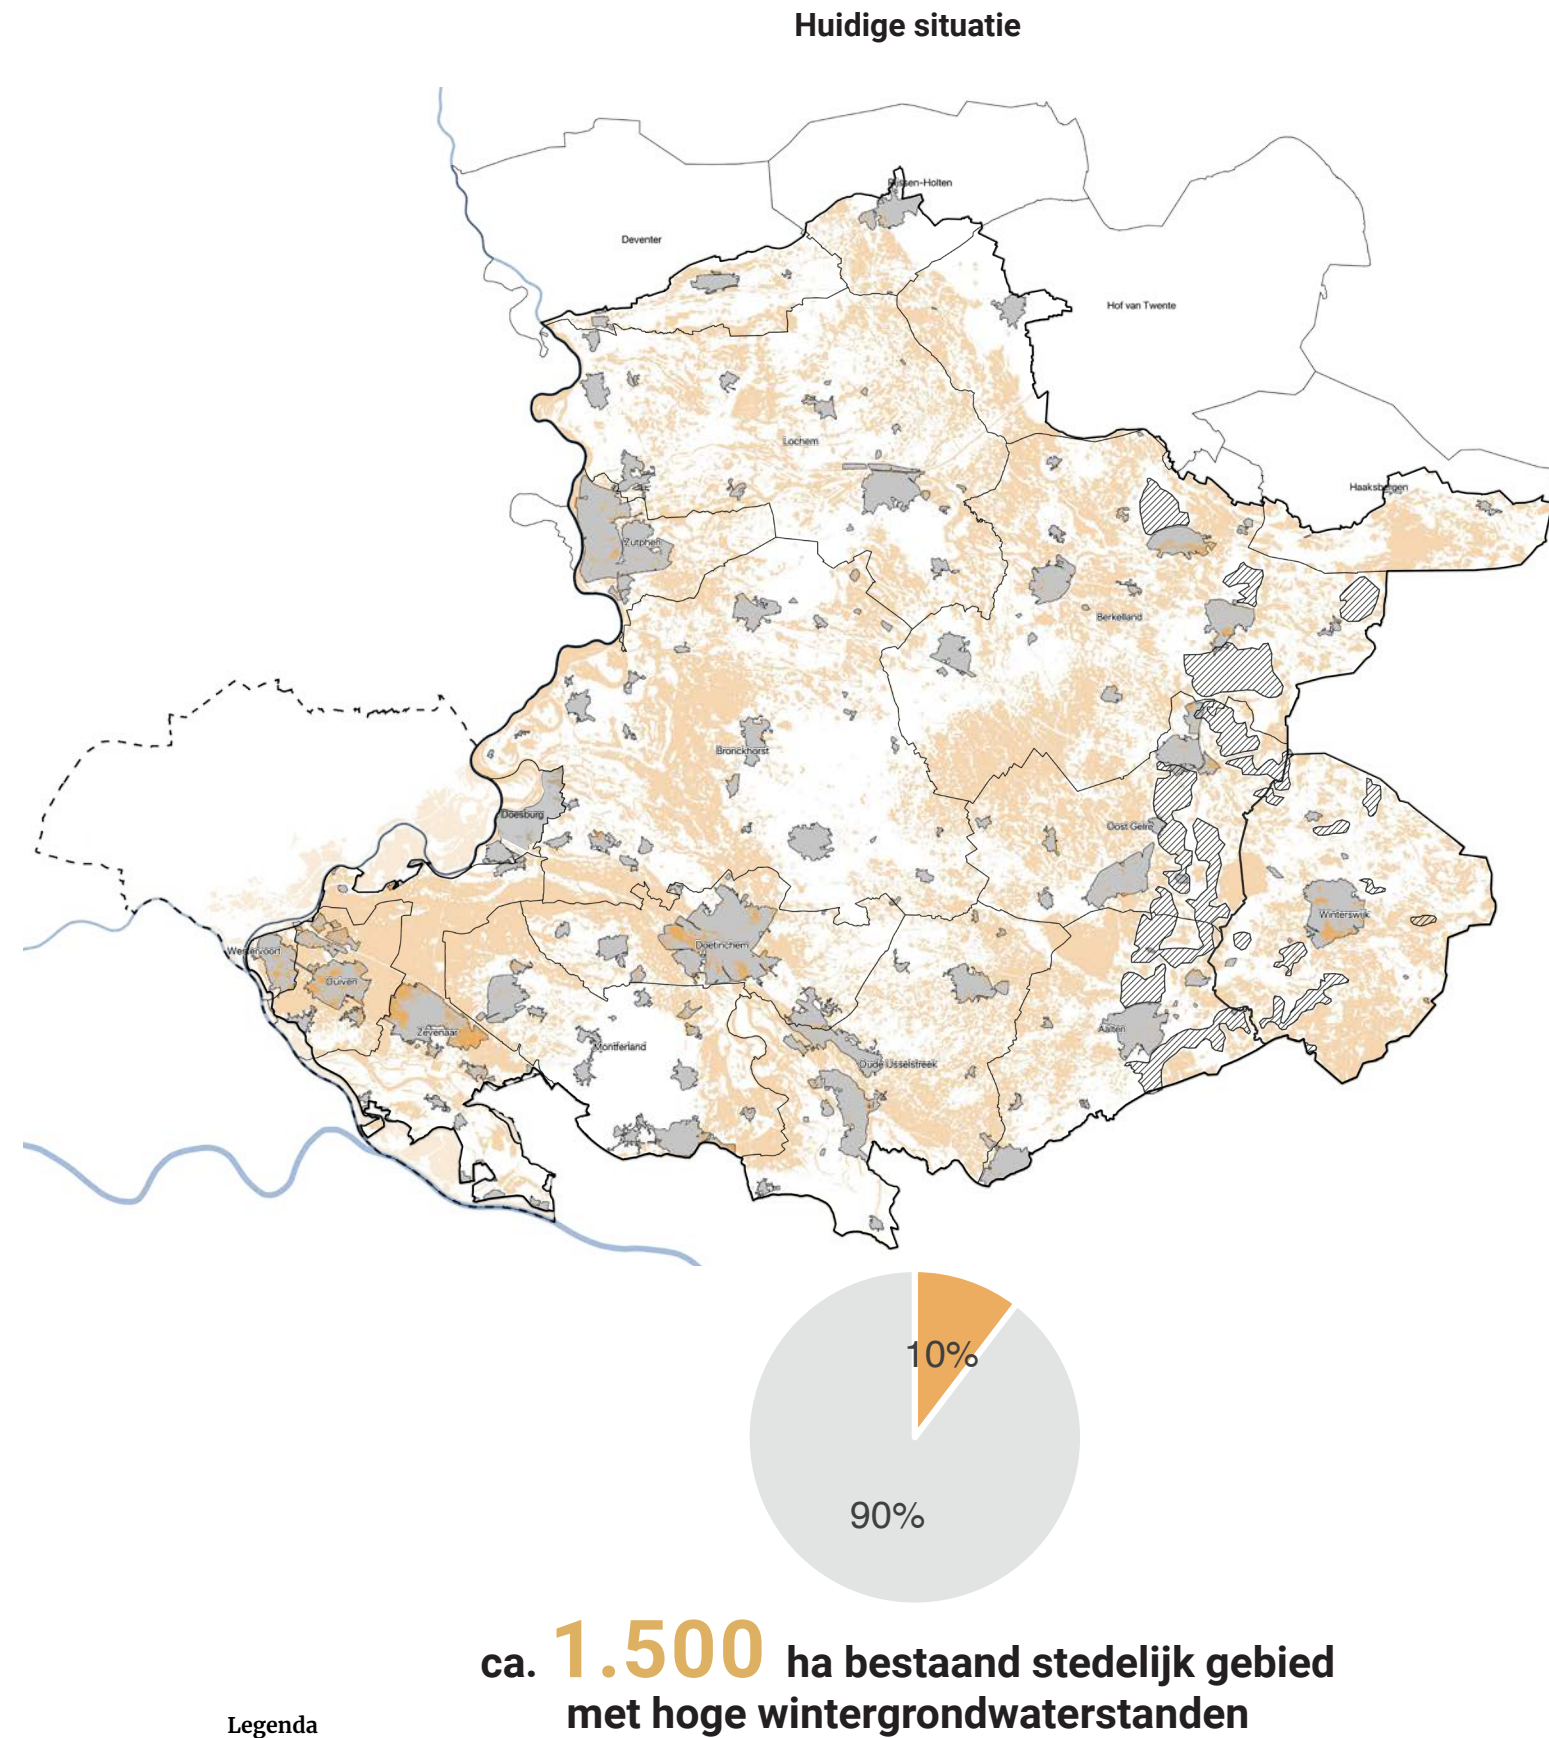 Huidige situatie
Rijssen-Holten
Deventer
Hof van Twente
Lochem
Haaksbergen
Zutphen
Berkelland
Bronckhorst
Doesburg
Oost Gelre
Winterswijk
Doetinchem
Westervoort
Duiven
Zevenaar
Aalten
Montferland
Oude IJsselstreek
10%
90%
ca. 1.500 ha bestaand stedelijk gebied
met hoge wintergrondwaterstanden
Legenda